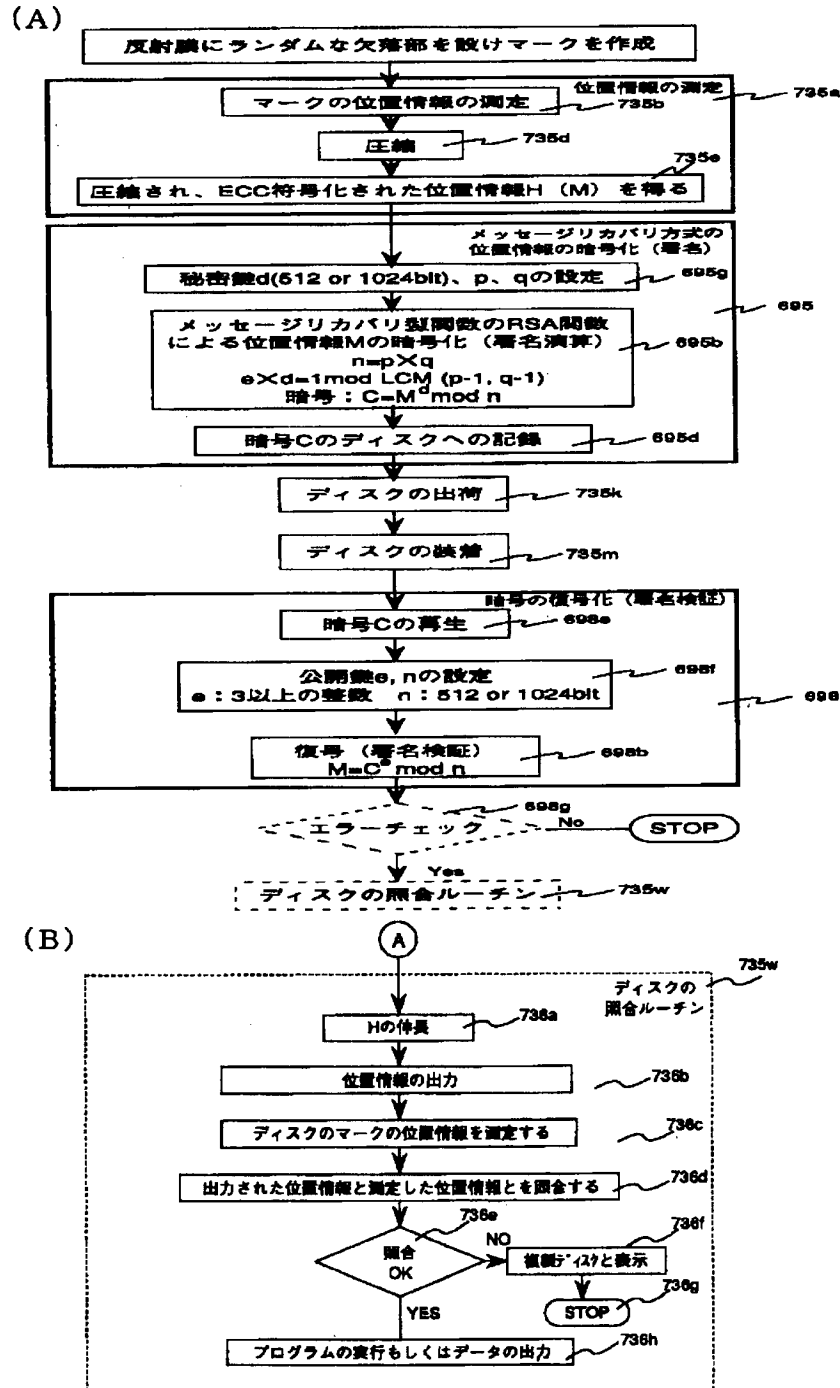 (A)
反射膜にランダムな欠落部を設けマークを作成
位置情報の測定
735a
マークの位置情報の測定
735b
圧縮
735d
735e
圧縮され、ECC符号化された位置情報H (M) を得る
メッセージリカバリ方式の
位置情報の暗号化 (署名)
秘密鍵d(512 or 1024bit)、p、qの設定
695g
695
メッセージリカバリ型関数のRSA関数
による位置情報Mの暗号化 (署名演算)
n=p×q
e×d=1mod LCM (p-1, q-1)
暗号:C=M^d mod n
695b
暗号Cのディスクへの記録
695d
ディスクの出荷
735k
ディスクの装着
735m
暗号の復号化 (署名検証)
暗号Cの再生
698e
公開鍵e, nの設定
e:3以上の整数 n:512 or 1024bit
698f
698
復号 (署名検証)
M=C^e mod n
698b
698g
エラーチェック
No
STOP
Yes
ディスクの照合ルーチン
735w
(B)
A
735w
ディスクの
照合ルーチン
Hの伸長
736a
位置情報の出力
736b
ディスクのマークの位置情報を測定する
736c
出力された位置情報と測定した位置情報とを照合する
736d
736e
照合
OK
NO
736f
複製ディスクと表示
STOP
736g
YES
プログラムの実行もしくはデータの出力
736h